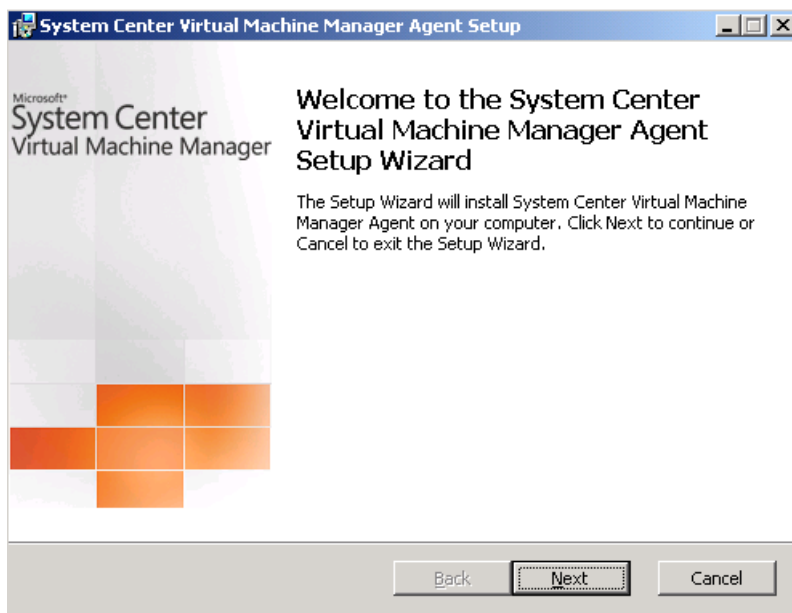 System Center Virtual Machine Manager Agent Setup
Microsoft*
System Center
Virtual Machine Manager
Welcome to the System Center
Virtual Machine Manager Agent
Setup Wizard
The Setup Wizard will install System Center Virtual Machine
Manager Agent on your computer. Click Next to continue or
Cancel to exit the Setup Wizard.
Back
Next
Cancel